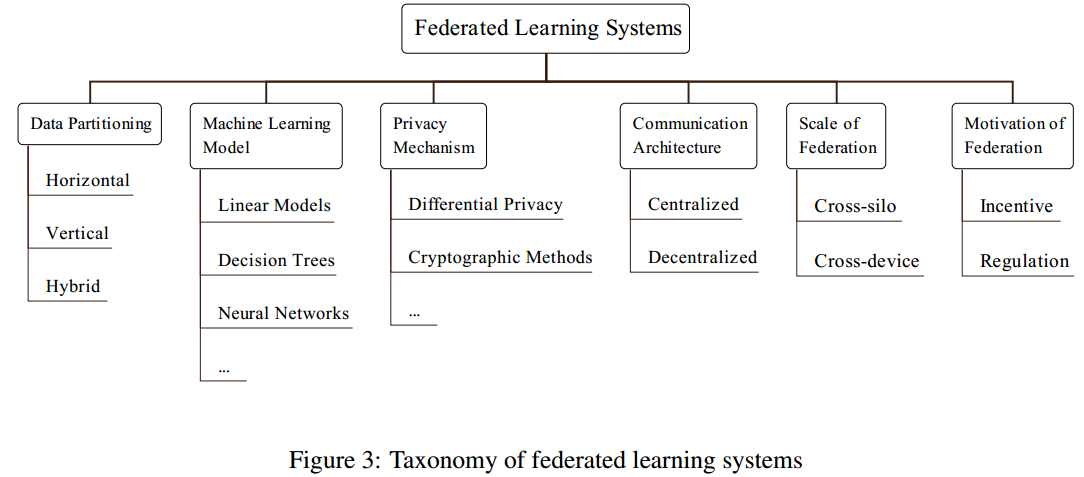 Federated Learning Systems
Data Partitioning
Horizontal
Vertical
Hybrid
Machine Learning
Model
Linear Models
Decision Trees
Neural Networks
...
Privacy
Mechanism
Differential Privacy
Cryptographic Methods
...
Communication
Architecture
Centralized
Decentralized
Scale of
Federation
Cross-silo
Cross-device
Motivation of
Federation
Incentive
Regulation
Figure 3: Taxonomy of federated learning systems